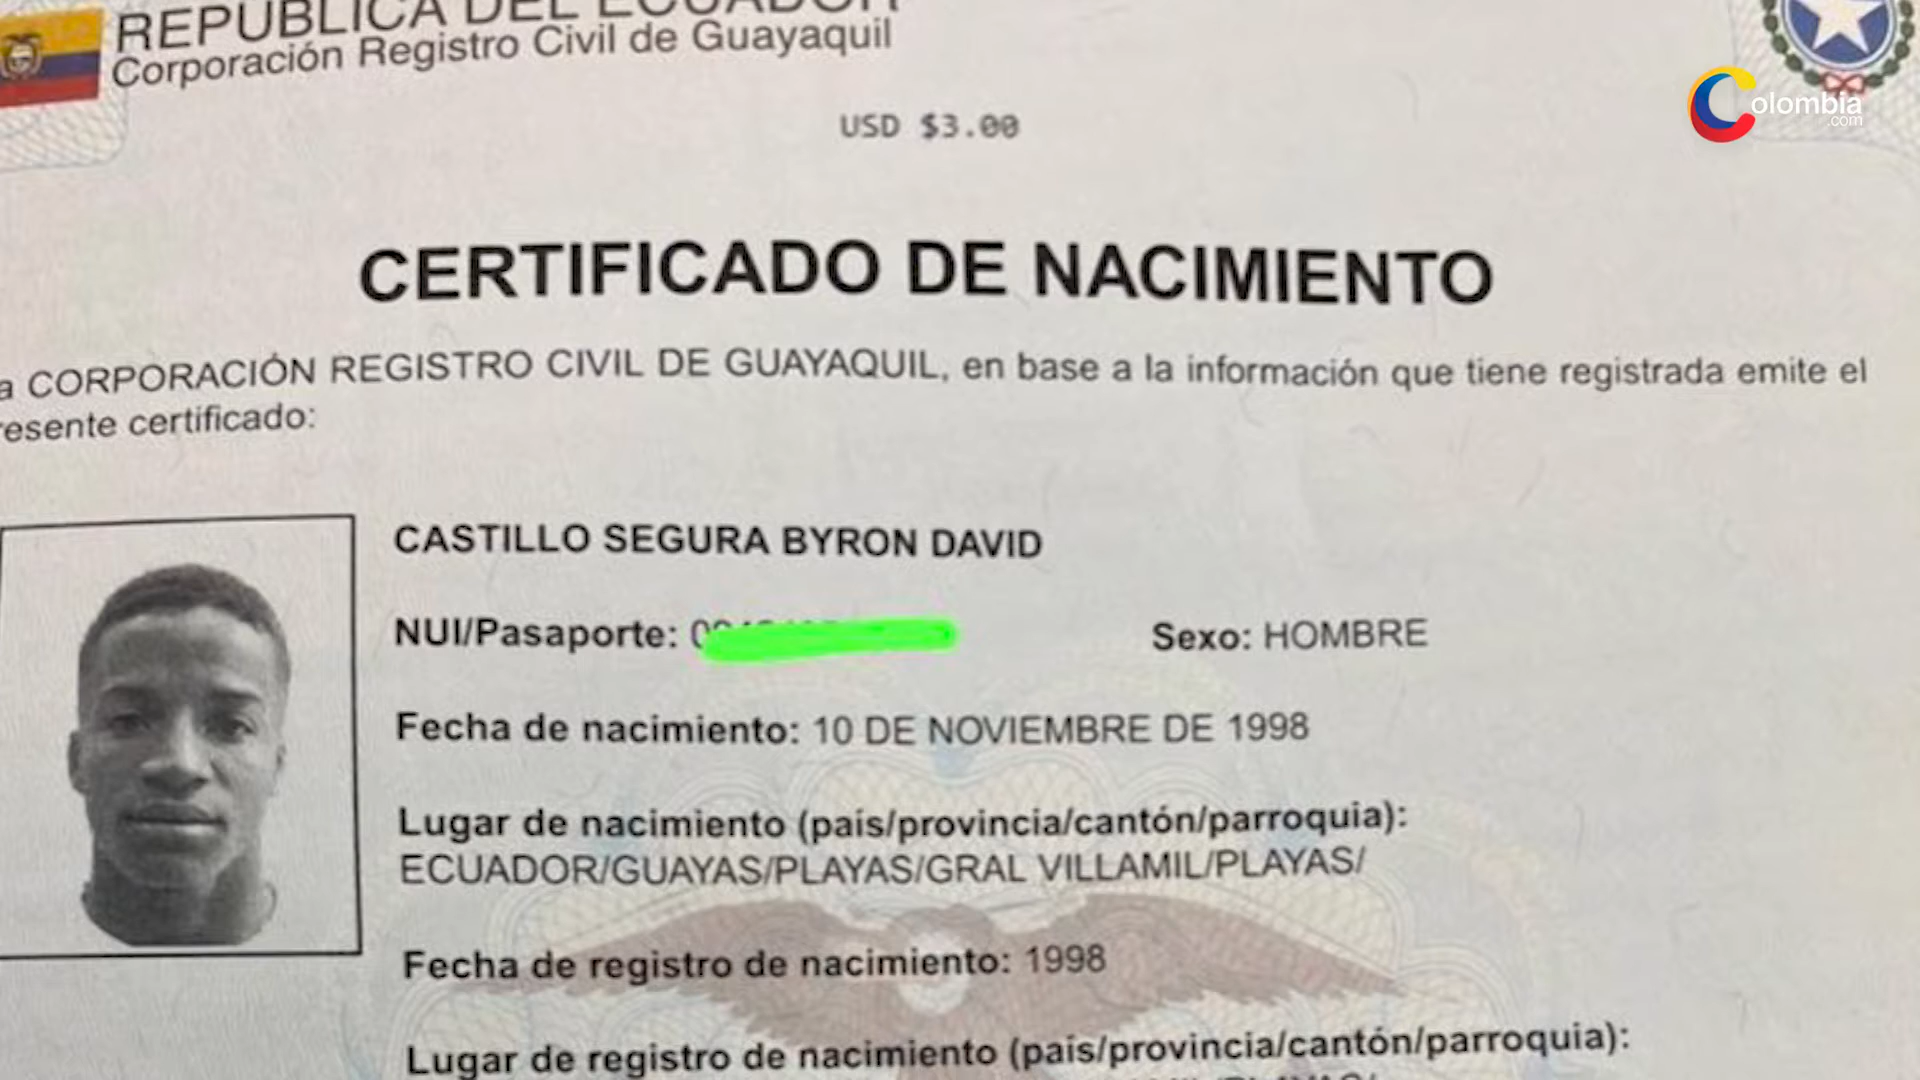 REPÚBLICA DEL ECUADOR
Corporación Registro Civil de Guayaquil
Colombia
.com
USD $3.00
CERTIFICADO DE NACIMIENTO
a CORPORACIÓN REGISTRO CIVIL DE GUAYAQUIL, en base a la información que tiene registrada emite el
resente certificado:
CASTILLO SEGURA BYRON DAVID
NUI/Pasaporte: Sexo: HOMBRE
Fecha de nacimiento: 10 DE NOVIEMBRE DE 1998
Lugar de nacimiento (país/provincia/cantón/parroquia):
ECUADOR/GUAYAS/PLAYAS/GRAL VILLAMIL/PLAYAS/
Fecha de registro de nacimiento: 1998
Lugar de registro de nacimiento (país/provincia/cantón/parroquia):